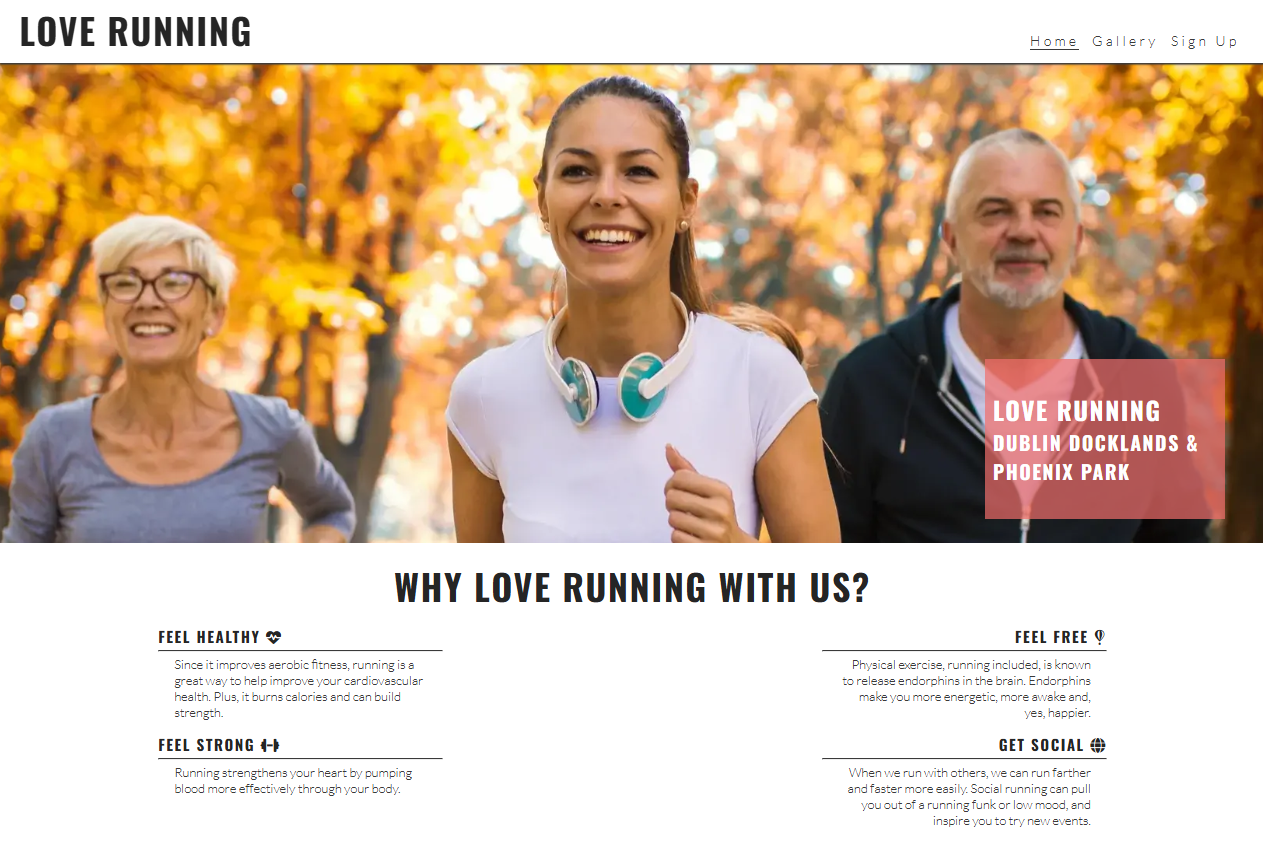 LOVE RUNNING
Home Gallery Sign Up
LOVE RUNNING
DUBLIN DOCKLANDS &
PHOENIX PARK
WHY LOVE RUNNING WITH US?
FEEL HEALTHY
Since it improves aerobic fitness, running is a
great way to help improve your cardiovascular
health. Plus, it burns calories and can build
strength.
FEEL STRONG
Running strengthens your heart by pumping
blood more effectively through your body.
FEEL FREE
Physical exercise, running included, is known
to release endorphins in the brain. Endorphins
make you more energetic, more awake and,
yes, happier.
GET SOCIAL
When we run with others, we can run farther
and faster more easily. Social running can pull
you out of a running funk or low mood, and
inspire you to try new events.